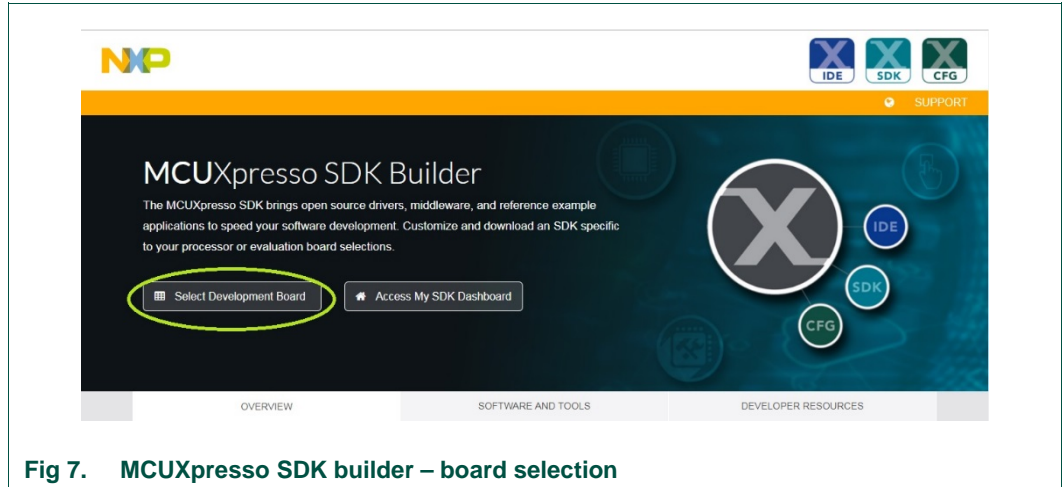 NXP
IDE
SDK
CFG
SUPPORT
MCUXpresso SDK Builder
The MCUXpresso SDK brings open source drivers, middleware, and reference example
applications to speed your software development. Customize and download an SDK specific
to your processor or evaluation board selections.
Select Development Board
Access My SDK Dashboard
IDE
SDK
CFG
OVERVIEW
SOFTWARE AND TOOLS
DEVELOPER RESOURCES
Fig 7. MCUXpresso SDK builder – board selection